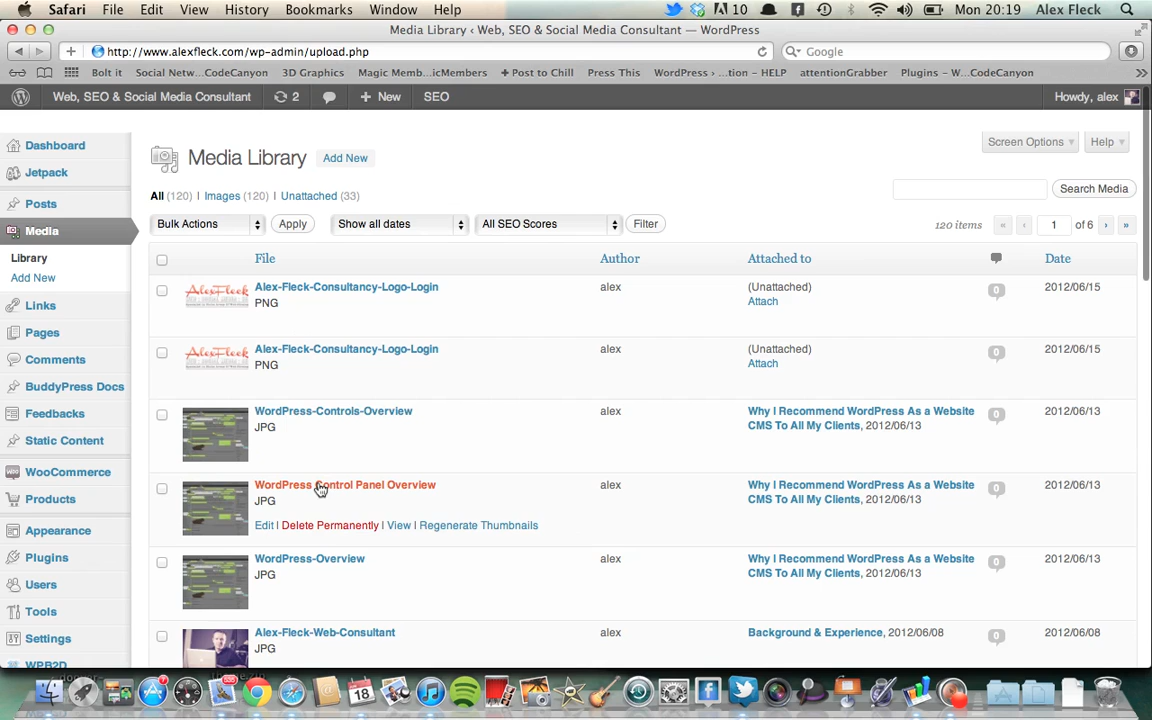 Safari File Edit View History Bookmarks Window Help 10 Mon 20:19 Alex Fleck
Media Library ‹ Web, SEO & Social Media Consultant — WordPress
http://www.alexfleck.com/wp-admin/upload.php Google
Bolt it Social Netw...CodeCanyon 3D Graphics Magic Memb...icMembers +Post to Chill Press This WordPress › ...tion - HELP attentionGrabber Plugins - W...CodeCanyon
Web, SEO & Social Media Consultant 2 + New SEO Howdy, alex
Screen Options Help
Dashboard
Media Library Add New
Jetpack
All (120) | Images (120) | Unattached (33) Search Media
Posts
Bulk Actions Apply Show all dates All SEO Scores Filter 120 items « ‹ 1 of 6 › »
Media
Library File Author Attached to Date
Add New
Alex-Fleck-Consultancy-Logo-Login alex (Unattached) 0 2012/06/15
PNG Attach
Links
Pages
Alex-Fleck-Consultancy-Logo-Login alex (Unattached) 0 2012/06/15
PNG Attach
Comments
BuddyPress Docs
WordPress-Controls-Overview alex Why I Recommend WordPress As a Website 0 2012/06/13
JPG CMS To All My Clients, 2012/06/13
Feedbacks
Static Content
WooCommerce
WordPress Control Panel Overview alex Why I Recommend WordPress As a Website 0 2012/06/13
JPG CMS To All My Clients, 2012/06/13
Products
Edit | Delete Permanently | View | Regenerate Thumbnails
Appearance
Plugins
WordPress-Overview alex Why I Recommend WordPress As a Website 0 2012/06/13
JPG CMS To All My Clients, 2012/06/13
Users
Tools
Settings
Alex-Fleck-Web-Consultant alex Background & Experience, 2012/06/08 0 2012/06/08
JPG
WPB2D
18